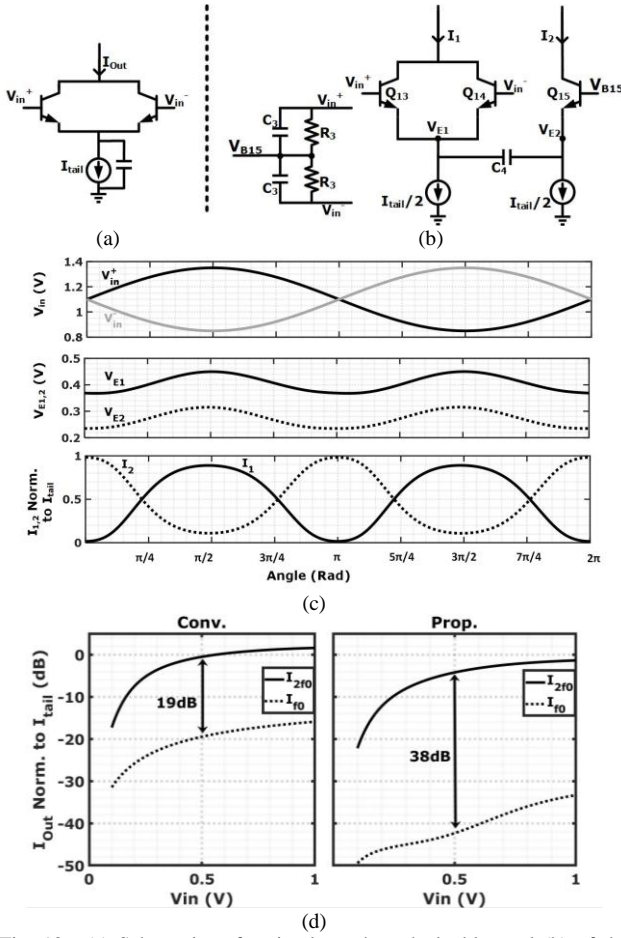 I_Out
V_in^+
V_in^-
I_tail
(a)
V_in^+
C_3
R_3
V_B15
C_3
R_3
V_in^-
I_1
I_2
V_in^+
Q_13
Q_14
V_in^-
Q_15
V_B15
V_E1
V_E2
C_4
I_tail/2
I_tail/2
(b)
V_in (V)
1.4
1.2
1
0.8
V_in^+
V_in^-
V_E1,2 (V)
0.5
0.4
0.3
0.2
V_E1
V_E2
I_1,2 Norm.
to I_tail
1
0.5
0
I_2
I_1
π/4
π/2
3π/4
π
5π/4
3π/2
7π/4
2π
Angle (Rad)
(c)
Conv.
Prop.
I_Out Norm. to I_tail (dB)
0
-10
-20
-30
-40
-50
I_2f0
I_f0
19dB
I_2f0
I_f0
38dB
0
0.5
1
0.5
1
Vin (V)
Vin (V)
(d)